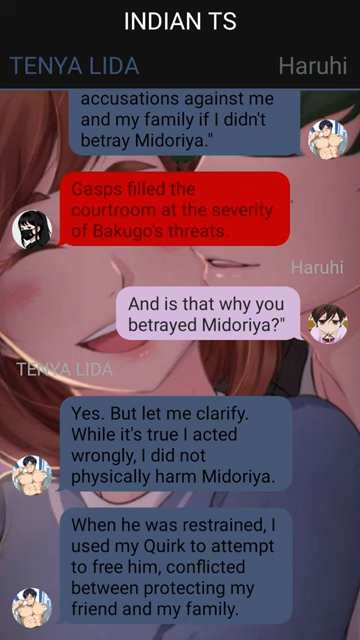 INDIAN TS
TENYA LIDA
Haruhi
accusations against me
and my family if I didn't
betray Midoriya."
Gasps filled the
courtroom at the severity
of Bakugo's threats.
Haruhi
And is that why you
betrayed Midoriya?"
TENYA LIDA
Yes. But let me clarify.
While it's true I acted
wrongly, I did not
physically harm Midoriya.
When he was restrained, I
used my Quirk to attempt
to free him, conflicted
between protecting my
friend and my family.